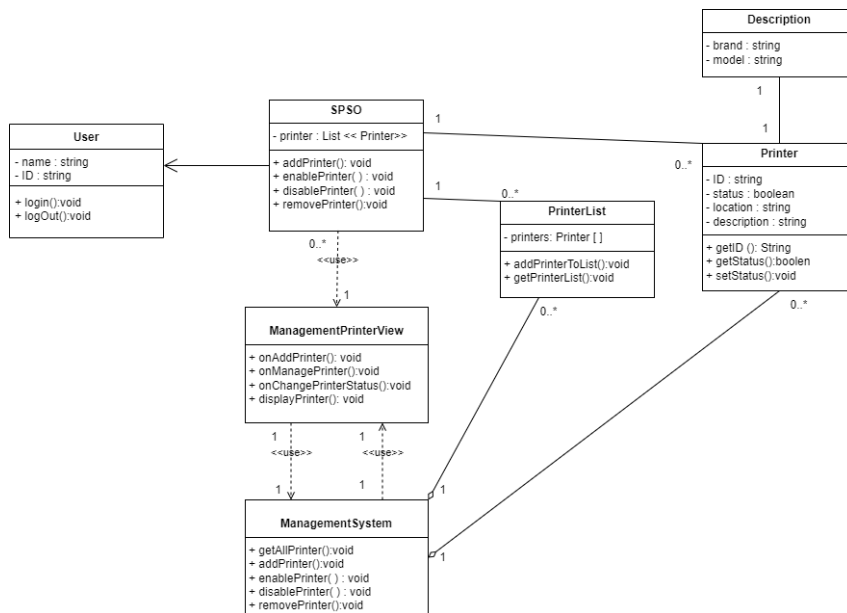 Description
- brand : string
- model : string
1
1
SPSO
- printer : List << Printer>>
+ addPrinter(): void
+ enablePrinter( ) : void
+ disablePrinter( ) : void
+ removePrinter():void
User
- name : string
- ID : string
+ login():void
+ logOut():void
1
0..*
Printer
- ID : string
- status : boolean
- location : string
- description : string
+ getID (): String
+ getStatus():boolen
+ setStatus():void
1
0..*
PrinterList
- printers: Printer [ ]
+ addPrinterToList():void
+ getPrinterList():void
0..*
<<use>>
1
0..*
0..*
ManagementPrinterView
+ onAddPrinter(): void
+ onManagePrinter():void
+ onChangePrinterStatus():void
+ displayPrinter(): void
1
1
<<use>>
<<use>>
1
1
1
1
ManagementSystem
+ getAllPrinter():void
+ addPrinter():void
+ enablePrinter( ) : void
+ disablePrinter( ) : void
+ removePrinter():void